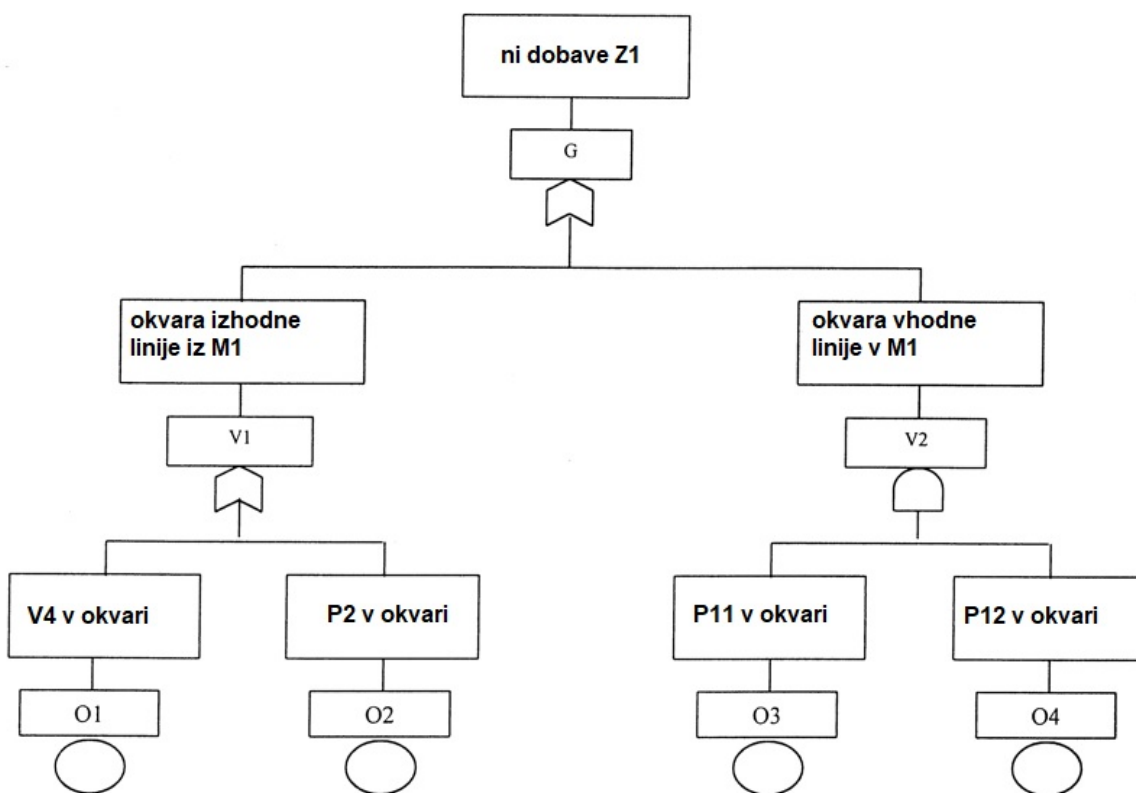 ni dobave Z1
G
okvara izhodne
linije iz M1
okvara vhodne
linije v M1
V1
V2
V4 v okvari
P2 v okvari
P11 v okvari
P12 v okvari
O1
O2
O3
O4